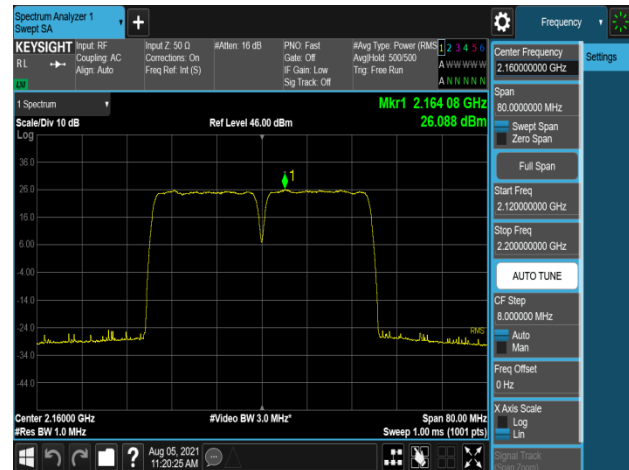 Spectrum Analyzer 1
Swept SA
+
Frequency
KEYSIGHT
RL
Input: RF
Coupling: AC
Align: Auto
Input Z: 50 Ω
Corrections: On
Freq Ref: Int (S)
#Atten: 16 dB
PNO: Fast
Gate: Off
IF Gain: Low
Sig Track: Off
#Avg Type: Power (RMS
Avg|Hold: 500/500
Trig: Free Run
1 2 3 4 5 6
A W W W W W
A N N N N N
LM
Center Frequency
2.160000000 GHz
Settings
Span
80.0000000 MHz
Swept Span
Zero Span
Full Span
Start Freq
2.120000000 GHz
Stop Freq
2.200000000 GHz
AUTO TUNE
CF Step
8.000000 MHz
Auto
Man
Freq Offset
0 Hz
X Axis Scale
Log
Lin
Signal Track
(Span Zoom)
1 Spectrum
Scale/Div 10 dB
Log
Ref Level 46.00 dBm
Mkr1 2.164 08 GHz
26.088 dBm
1
36.0
26.0
16.0
6.00
-4.00
-14.0
-24.0
-34.0
-44.0
RMS
Center 2.16000 GHz
#Res BW 1.0 MHz
#Video BW 3.0 MHz*
Span 80.00 MHz
Sweep 1.00 ms (1001 pts)
?
Aug 05, 2021
11:20:25 AM